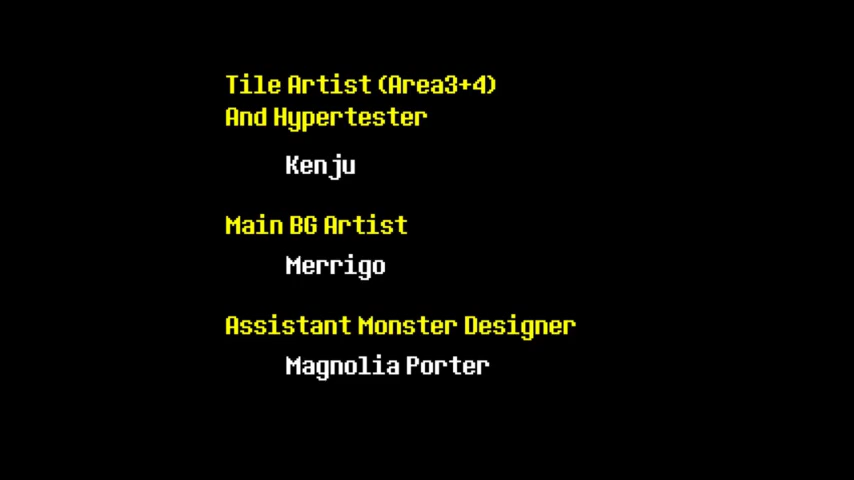 Tile Artist (Area3+4)
And Hypertester
Kenju
Main BG Artist
Merrigo
Assistant Monster Designer
Magnolia Porter